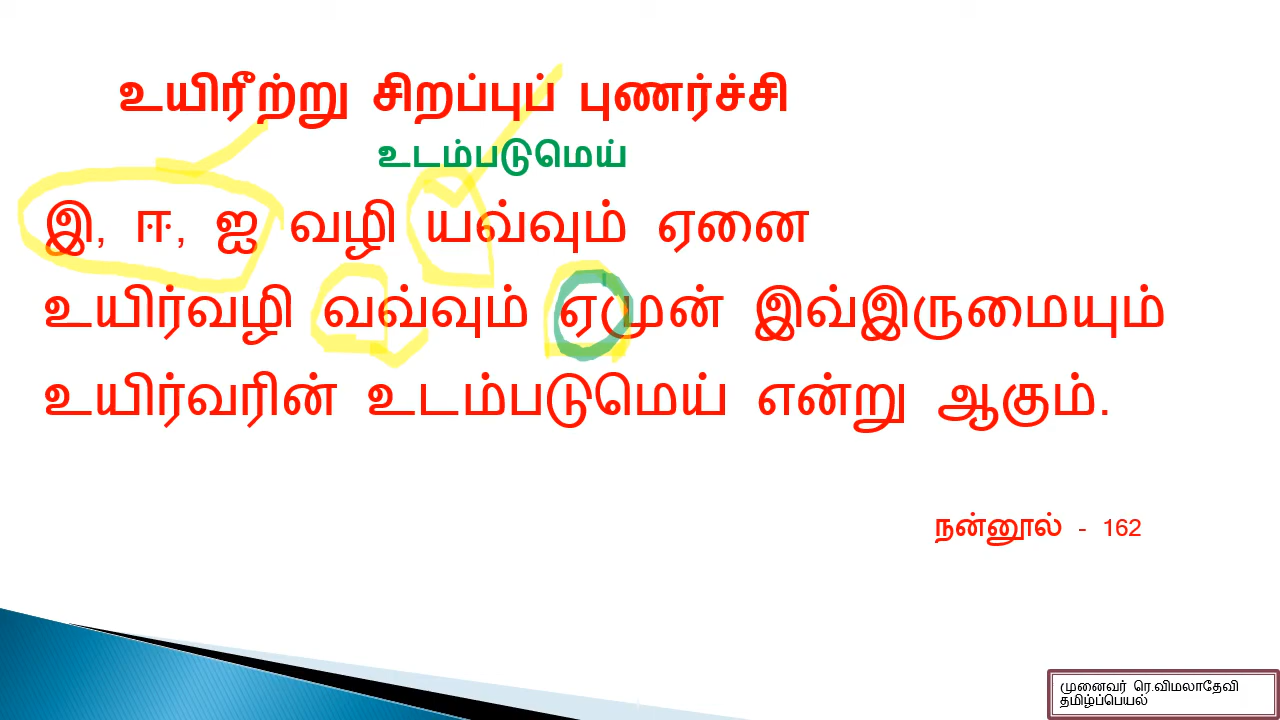 உயிரீற்று சிறப்புப் புணர்ச்சி
உடம்படுமெய்
இ, ஈ, ஐ வழி யவ்வும் ஏனை
உயிர்வழி வவ்வும் ஏமுன் இவ்இருமையும்
உயிர்வரின் உடம்படுமெய் என்று ஆகும்.
நன்னூல் - 162
முனைவர் ரெ.விமலாதேவி
தமிழ்ப்பெயல்